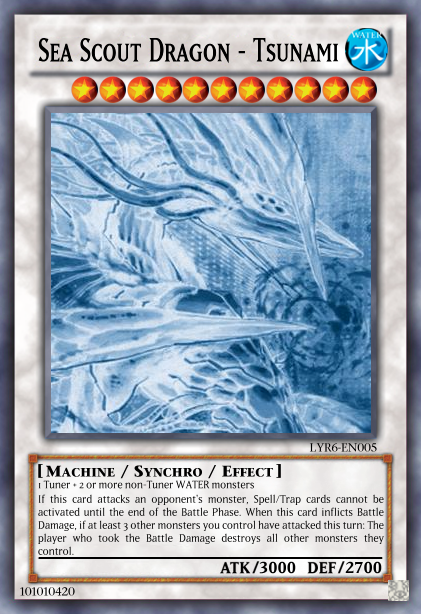 Sea Scout Dragon - Tsunami
WATER
水
LYR6-EN005
[ Machine / Synchro / Effect ]
1 Tuner + 2 or more non-Tuner WATER monsters
If this card attacks an opponent's monster, Spell/Trap cards cannot be
activated until the end of the Battle Phase. When this card inflicts Battle
Damage, if at least 3 other monsters you control have attacked this turn: The
player who took the Battle Damage destroys all other monsters they
control.
ATK/3000 DEF/2700
101010420